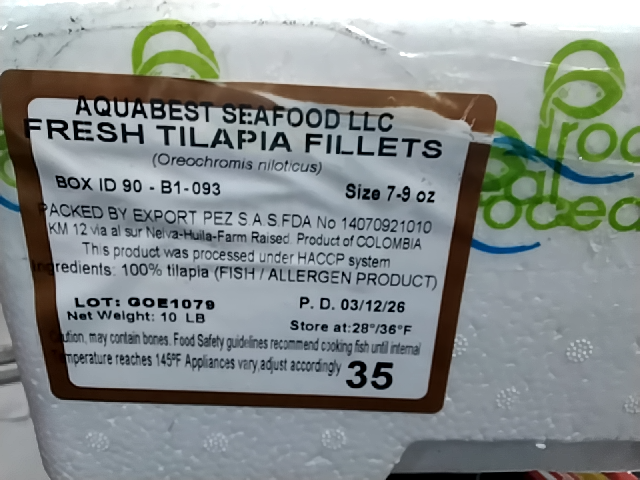 AQUABEST SEAFOOD LLC
FRESH TILAPIA FILLETS
(Oreochromis niloticus)
BOX ID 90 - B1-093
Size 7-9 oz
PACKED BY EXPORT PEZ S.A.S.FDA No 14070921010
KM 12 via al sur Neiva-Huila-Farm Raised. Product of COLOMBIA
This product was processed under HACCP system
Ingredients: 100% tilapia (FISH / ALLERGEN PRODUCT)
LOT: GOE1079
P. D. 03/12/26
Net Weight: 10 LB
Store at:28°/36°F
Caution, may contain bones. Food Safety guidelines recommend cooking fish until internal
Temperature reaches 145ºF Appliances vary,adjust accordingly
35